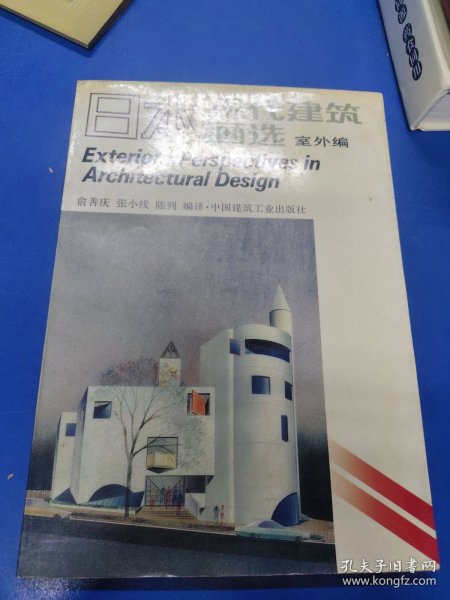 日本现代建筑
画选 室外编
Exterior Perspectives in
Architectural Design
俞善庆 张小线 陈列 编译·中国建筑工业出版社
孔夫子旧书网
www.kongfz.com